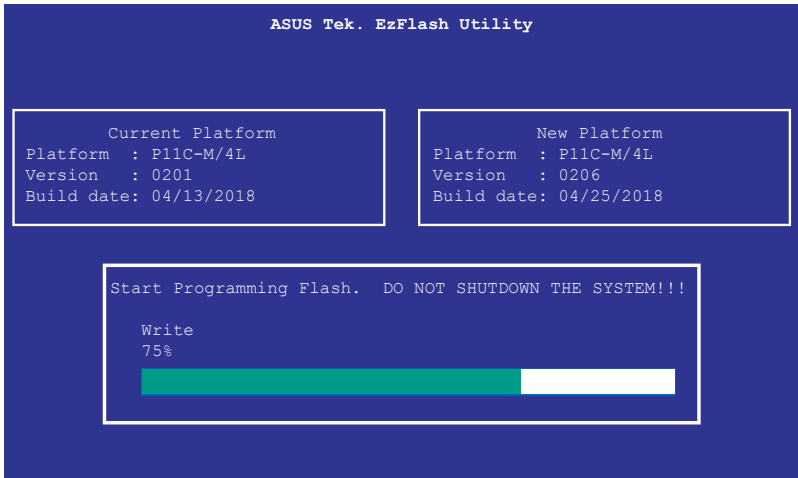 ASUS Tek. EzFlash Utility
Current Platform
Platform : P11C-M/4L
Version : 0201
Build date: 04/13/2018
New Platform
Platform : P11C-M/4L
Version : 0206
Build date: 04/25/2018
Start Programming Flash. DO NOT SHUTDOWN THE SYSTEM!!!
Write
75%